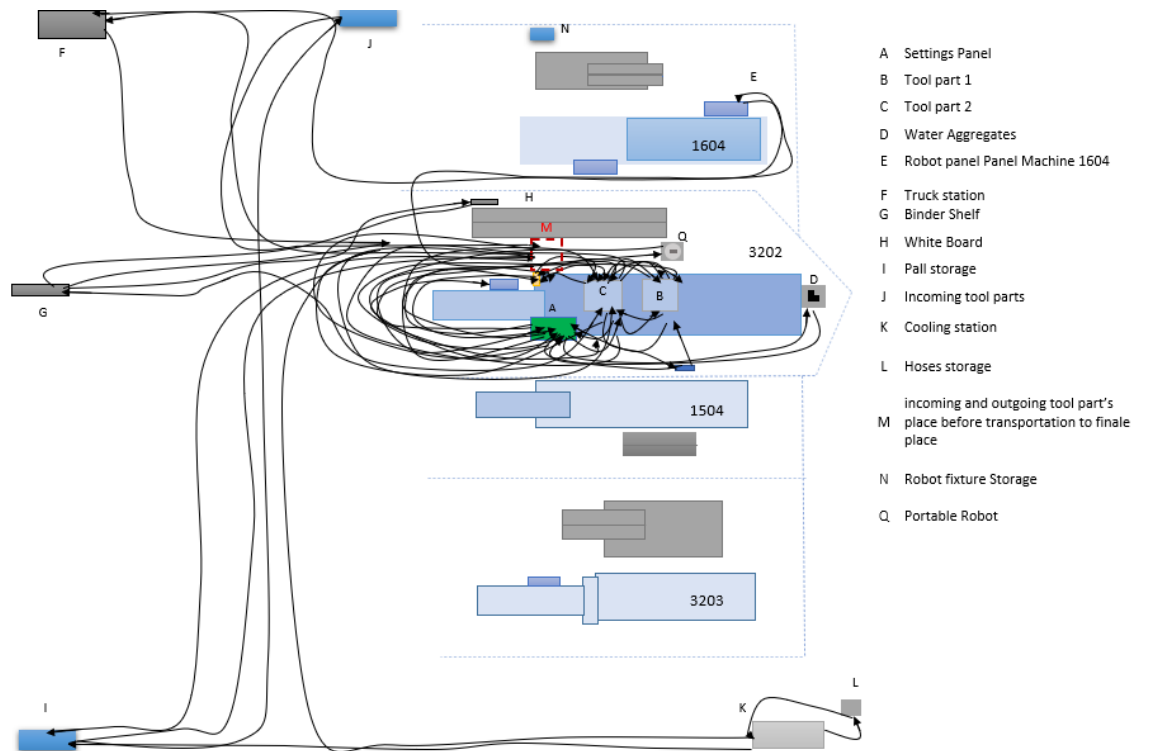 F
J
N
E
1604
H
M
Q
3202
G
A
C
B
D
1504
3203
I
K
L
A Settings Panel
B Tool part 1
C Tool part 2
D Water Aggregates
E Robot panel Panel Machine 1604
F Truck station
G Binder Shelf
H White Board
I Pall storage
J Incoming tool parts
K Cooling station
L Hoses storage
M incoming and outgoing tool part's
place before transportation to finale
place
N Robot fixture Storage
Q Portable Robot